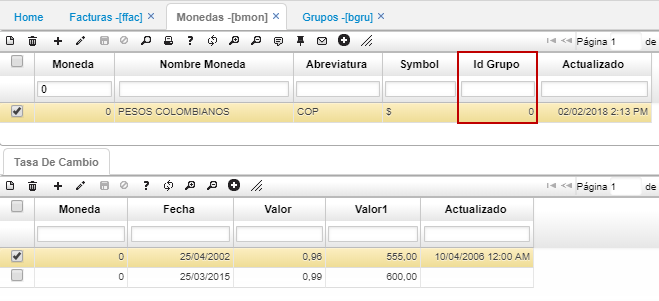 Home Facturas -[ffac] ✕ Monedas -[bmon] ✕ Grupos -[bgru] ✕
Página 1 de
Moneda Nombre Moneda Abreviatura Symbol Id Grupo Actualizado
0
0 PESOS COLOMBIANOS COP $ 0 02/02/2018 2:13 PM
Tasa De Cambio
Página 1 de
Moneda Fecha Valor Valor1 Actualizado
0 25/04/2002 0,96 555,00 10/04/2006 12:00 AM
0 25/03/2015 0,99 600,00